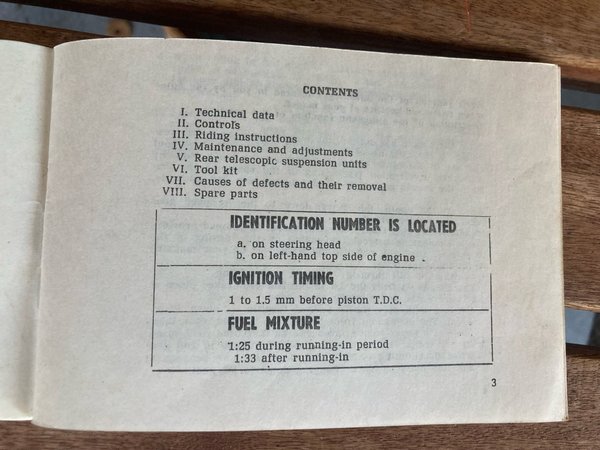 CONTENTS
I. Technical data
II. Controls
III. Riding instructions
IV. Maintenance and adjustments
V. Rear telescopic suspension units
VI. Tool kit
VII. Causes of defects and their removal
VIII. Spare parts
IDENTIFICATION NUMBER IS LOCATED
a. on steering head
b. on left-hand top side of engine .
IGNITION TIMING
1 to 1.5 mm before piston T.D.C.
FUEL MIXTURE
1:25 during running-in period
1:33 after running-in
3